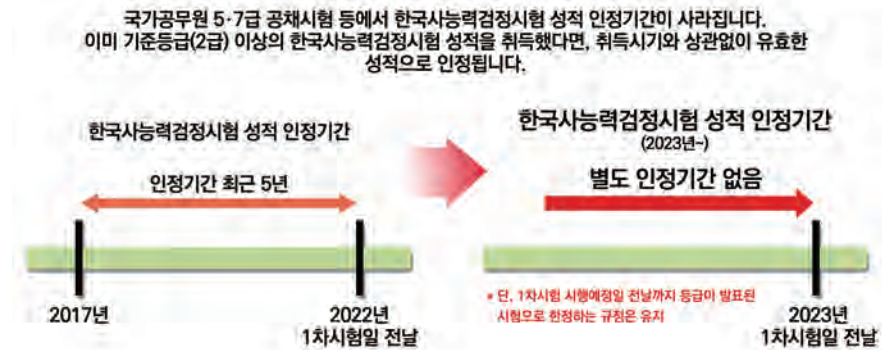 국가공무원 5·7급 공채시험 등에서 한국사능력검정시험 성적 인정기간이 사라집니다.
이미 기준등급(2급) 이상의 한국사능력검정시험 성적을 취득했다면, 취득시기와 상관없이 유효한
성적으로 인정됩니다.
한국사능력검정시험 성적 인정기간
인정기간 최근 5년
2017년
2022년
1차시험일 전날
한국사능력검정시험 성적 인정기간
(2023년~)
별도 인정기간 없음
* 단, 1차시험 시행예정일 전날까지 등급이 발표된
시험으로 한정하는 규정은 유지
2023년
1차시험일 전날